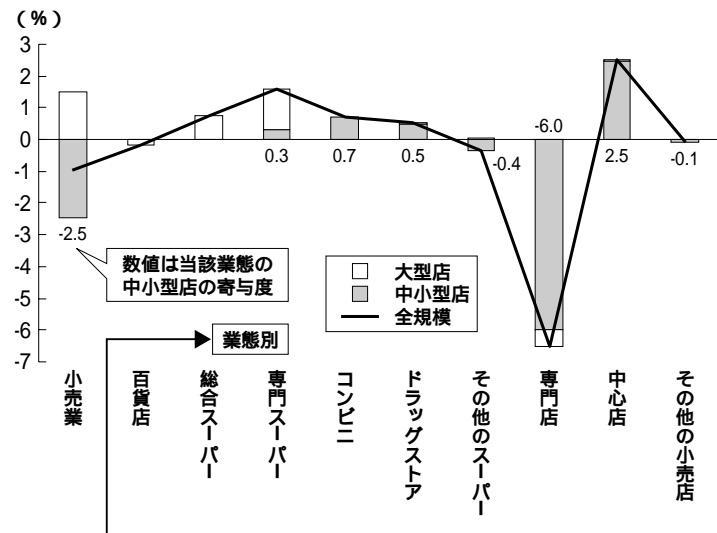 （%）
3
2
1
0
-1
-2
-3
-4
-5
-6
-7
-2.5
0.3
0.7
0.5
-0.4
-6.0
2.5
-0.1
数値は当該業態の
中小型店の寄与度
大型店
中小型店
全規模
業態別
小売業
百貨店
総合スーパー
専門スーパー
コンビニ
ドラッグストア
その他のスーパー
専門店
中心店
その他の小売店